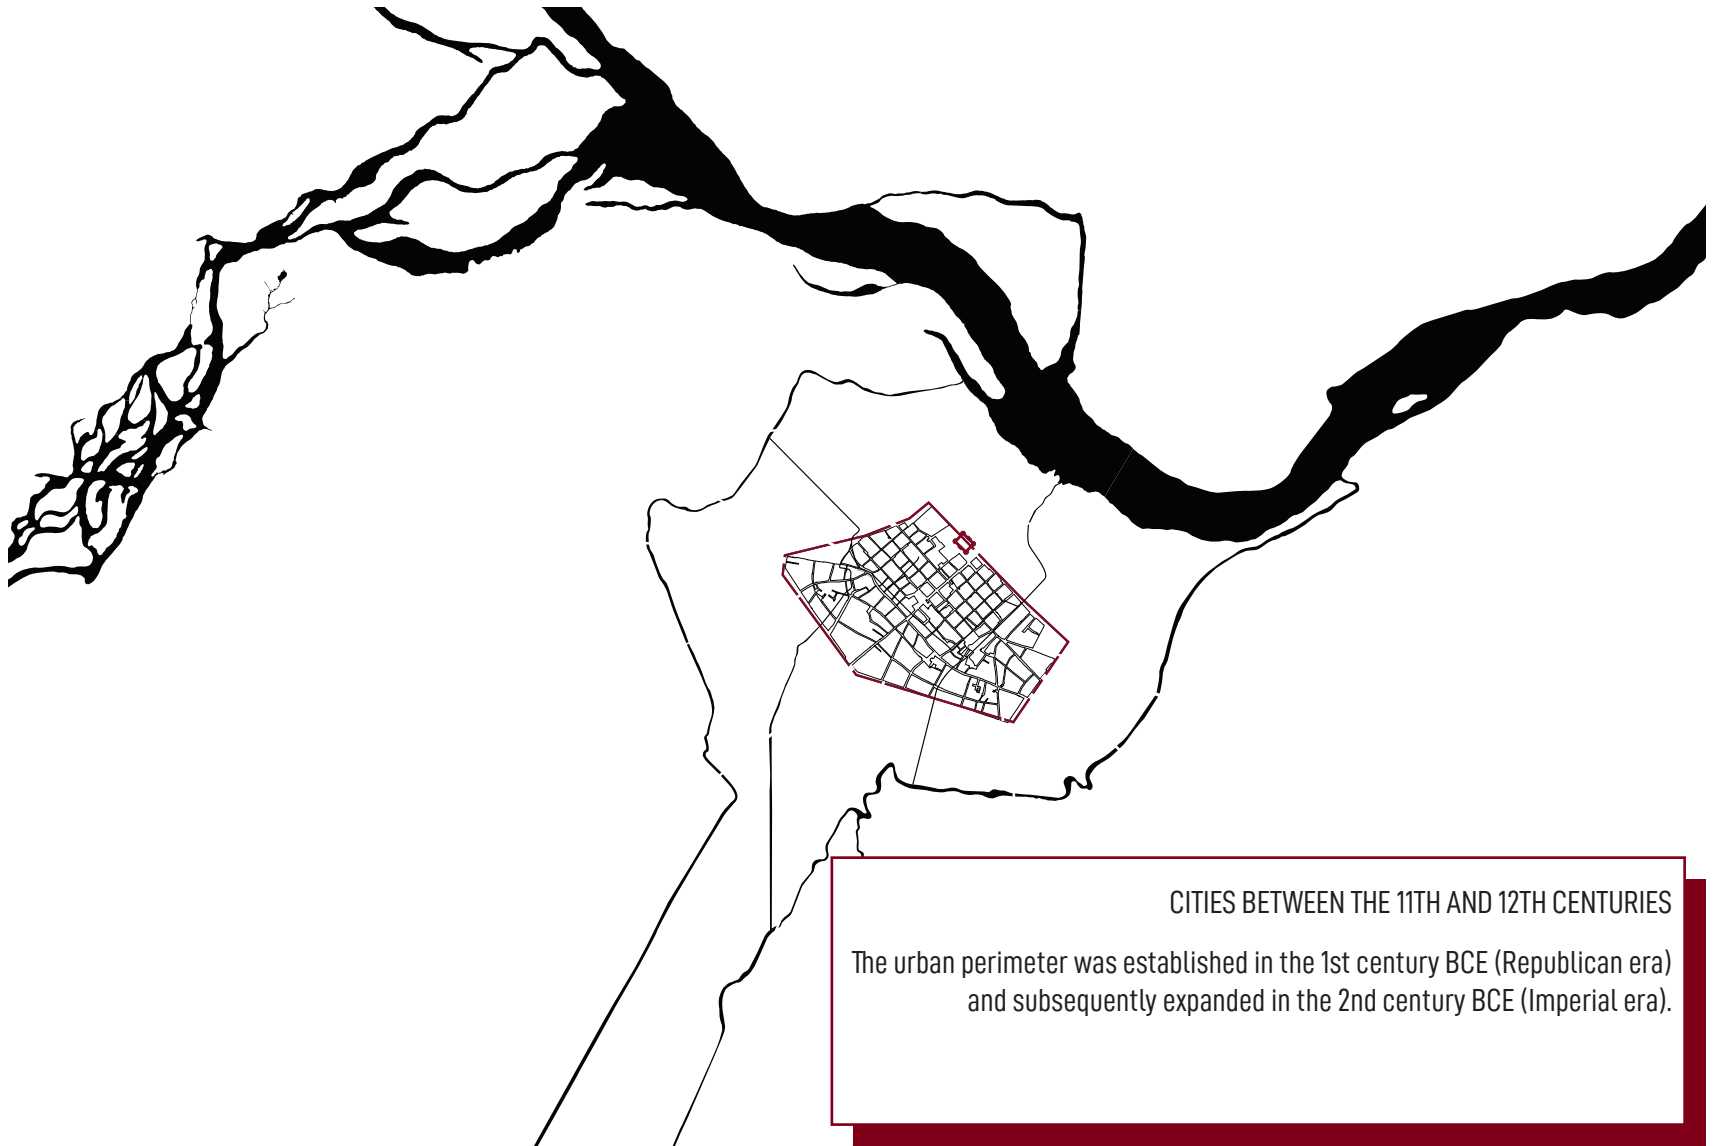 CITIES BETWEEN THE 11TH AND 12TH CENTURIES
The urban perimeter was established in the 1st century BCE (Republican era)
and subsequently expanded in the 2nd century BCE (Imperial era).